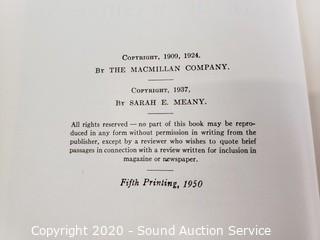 Copyright, 1909, 1924,
By THE MACMILLAN COMPANY.
Copyright, 1937,
By SARAH E. MEANY.
All rights reserved — no part of this book may be repro-
duced in any form without permission in writing from the
publisher, except by a reviewer who wishes to quote brief
passages in connection with a review written for inclusion in
magazine or newspaper.
Fifth Printing, 1950
Copyright 2020 - Sound Auction Service